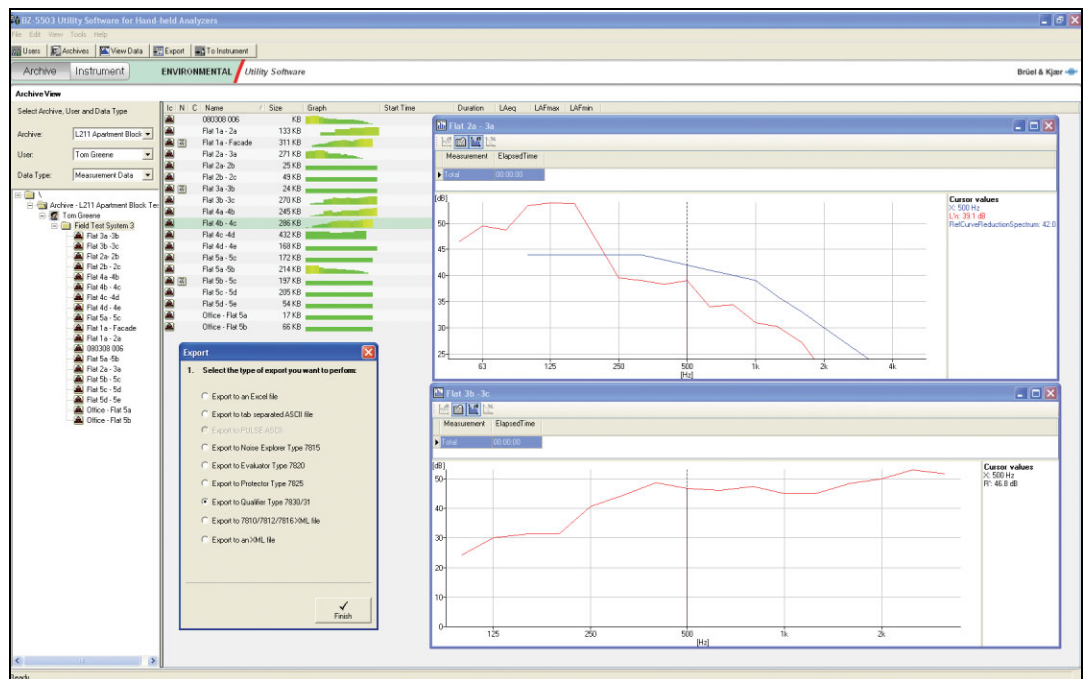 BZ-5503 Utility Software for Hand-held Analyzers
File Edit View Tools Help
Users Archives View Data Export To Instrument
Archive Instrument ENVIRONMENTAL Utility Software Brüel & Kjær
Archive View
Select Archive, User and Data Type
Archive: L211 Apartment Block
User: Tom Greene
Data Type: Measurement Data
\
Archive - L211 Apartment Block Te
Tom Greene
Field Test System 3
Flat 3a -3b
Flat 3b -3c
Flat 2a- 2b
Flat 2b - 2c
Flat 4a -4b
Flat 4b - 4c
Flat 4c -4d
Flat 4d - 4e
Flat 5a - 5c
Flat 1a - Facade
Flat 1a - 2a
080308 006
Flat 5a -5b
Flat 2a - 3a
Flat 5b - 5c
Flat 5c - 5d
Flat 5d - 5e
Office - Flat 5a
Office - Flat 5b
Ic N C Name Size Graph Start Time Duration LAeq LAFmax LAFmin
080308 006 KB
Flat 1a - 2a 133 KB
Flat 1a - Facade 311 KB
Flat 2a - 3a 271 KB
Flat 2a- 2b 25 KB
Flat 2b - 2c 49 KB
Flat 3a -3b 24 KB
Flat 3b -3c 270 KB
Flat 4a -4b 245 KB
Flat 4b - 4c 286 KB
Flat 4c -4d 432 KB
Flat 4d - 4e 168 KB
Flat 5a - 5c 172 KB
Flat 5a -5b 214 KB
Flat 5b - 5c 197 KB
Flat 5c - 5d 205 KB
Flat 5d - 5e 54 KB
Office - Flat 5a 17 KB
Office - Flat 5b 66 KB
Export
1. Select the type of export you want to perform:
Export to an Excel file
Export to tab separated ASCII file
Export to PULSE ASCII
Export to Noise Explorer Type 7815
Export to Evaluator Type 7820
Export to Protector Type 7825
Export to Qualifier Type 7830/31
Export to 7810/7812/7816 XML file
Export to an XML file
Finish
Flat 2a - 3a
Measurement ElapsedTime
Total 00:00:00
[dB]
50-
45-
40-
35-
30-
25-
63 125 250 500 1k 2k 4k
[Hz]
Cursor values
X: 500 Hz
L'n: 39.1 dB
RefCurveReductionSpectrum: 42.0
Flat 3b -3c
Measurement ElapsedTime
Total 00:00:00
[dB]
50-
40-
30-
20-
10-
0-
125 250 500 1k 2k
[Hz]
Cursor values
X: 500 Hz
R': 46.8 dB
Ready